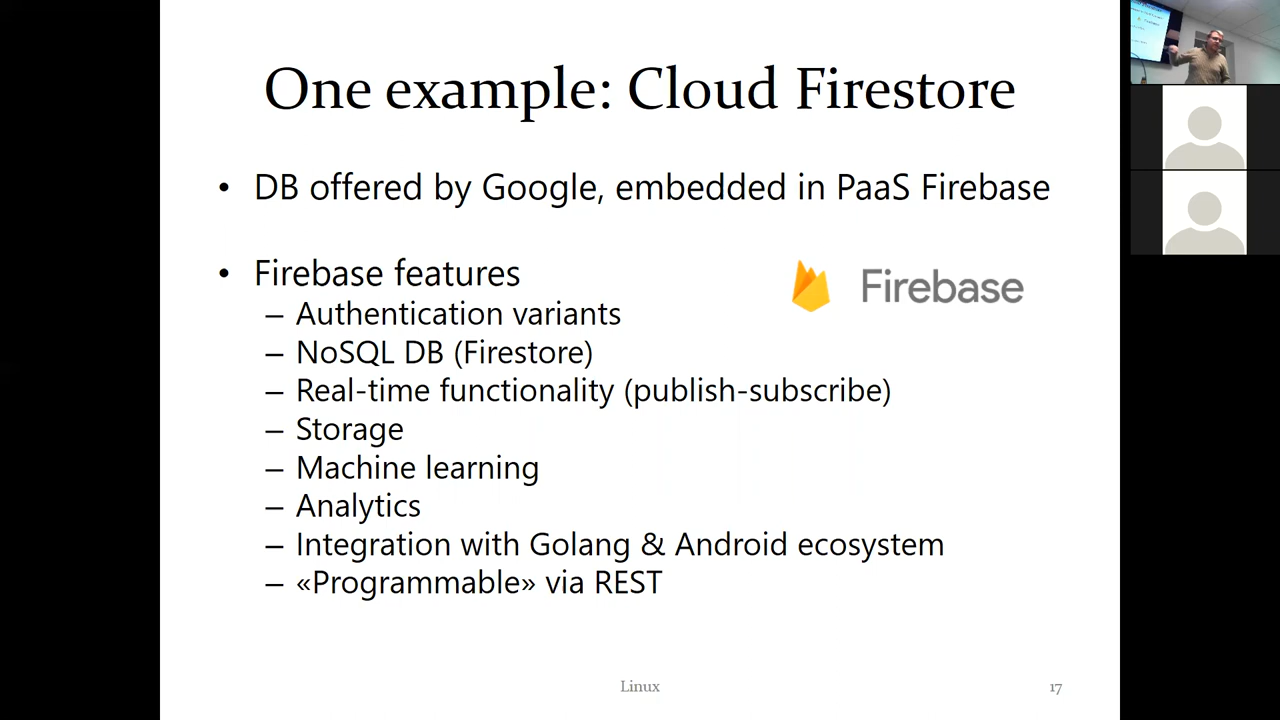 One example: Cloud Firestore
• DB offered by Google, embedded in PaaS Firebase
• Firebase features
Firebase
– Authentication variants
– NoSQL DB (Firestore)
– Real-time functionality (publish-subscribe)
– Storage
– Machine learning
– Analytics
– Integration with Golang & Android ecosystem
– «Programmable» via REST
Linux
17